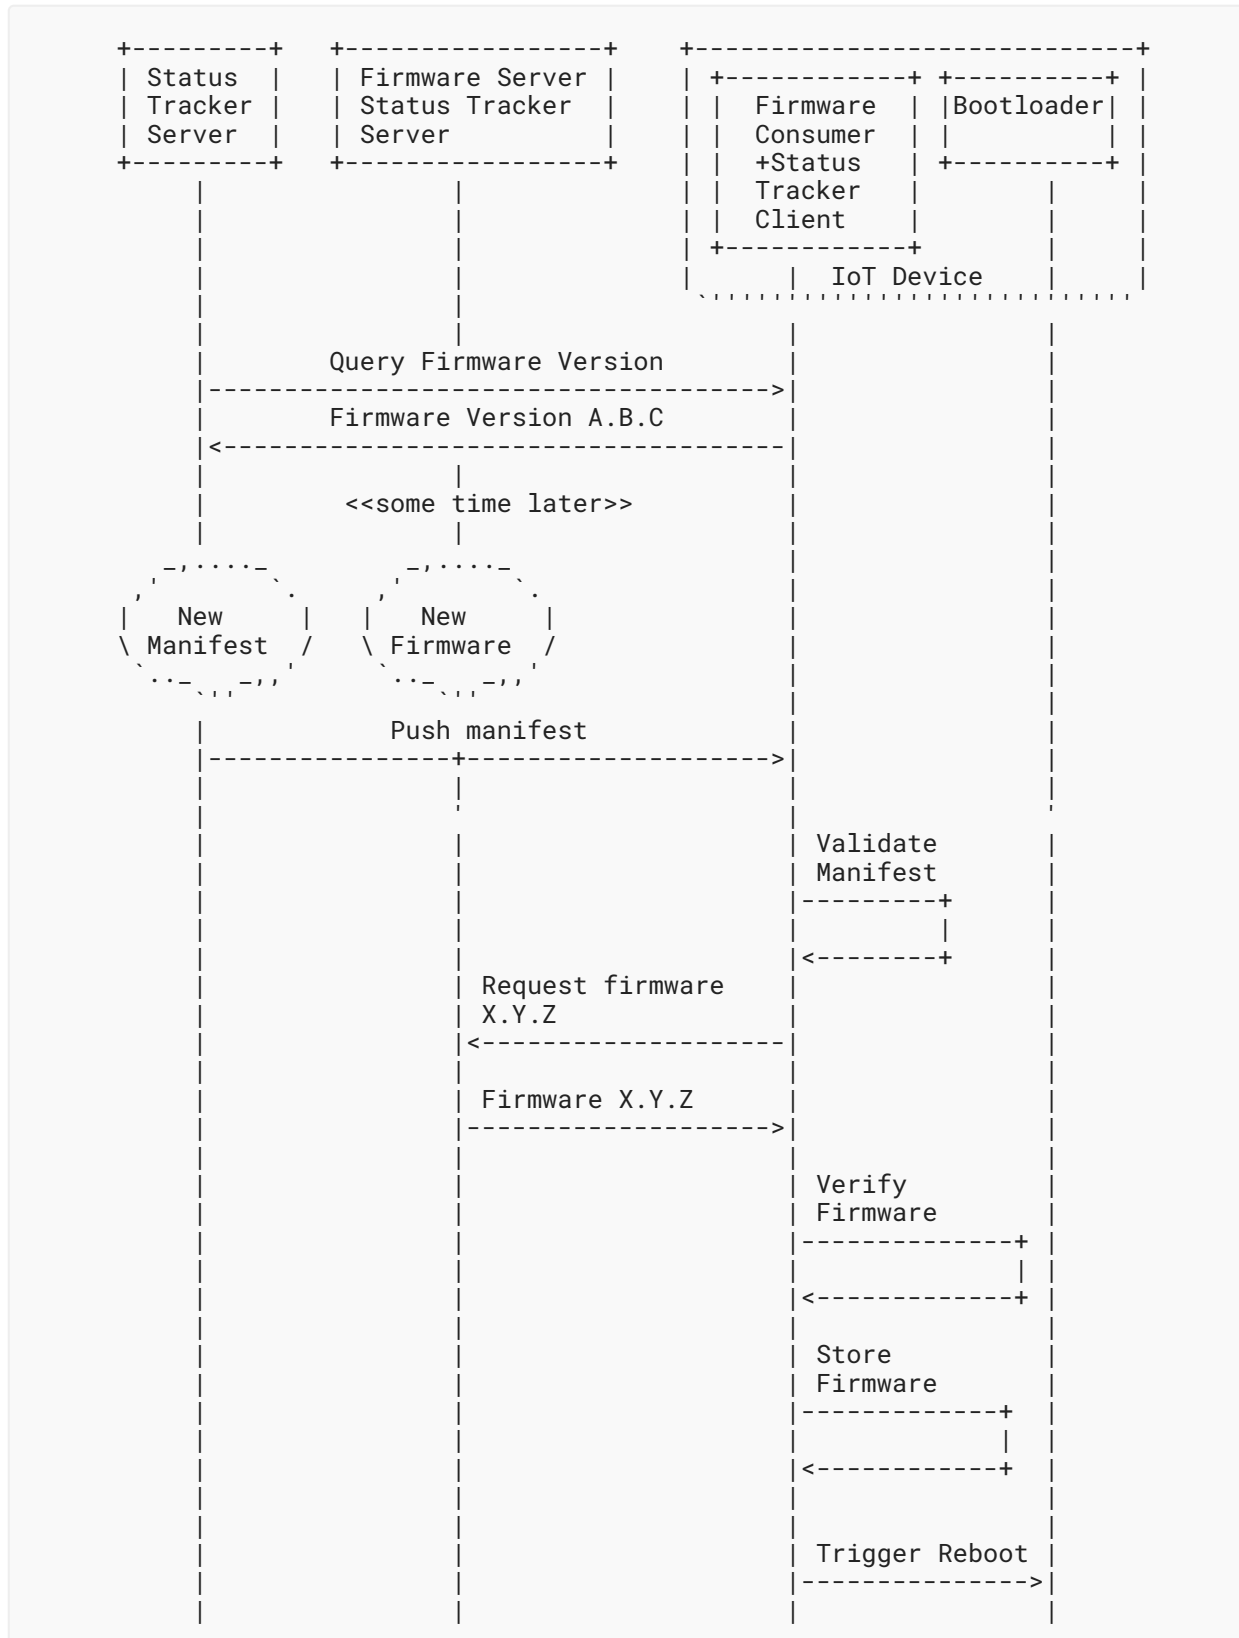 Status Firmware Server
Tracker Status Tracker Firmware Bootloader
Server Server Consumer
+Status
Tracker
Client
IoT Device
Query Firmware Version
Firmware Version A.B.C
<<some time later>>
New New
Manifest Firmware
Push manifest
Validate
Manifest
Request firmware
X.Y.Z
Firmware X.Y.Z
Verify
Firmware
Store
Firmware
Trigger Reboot